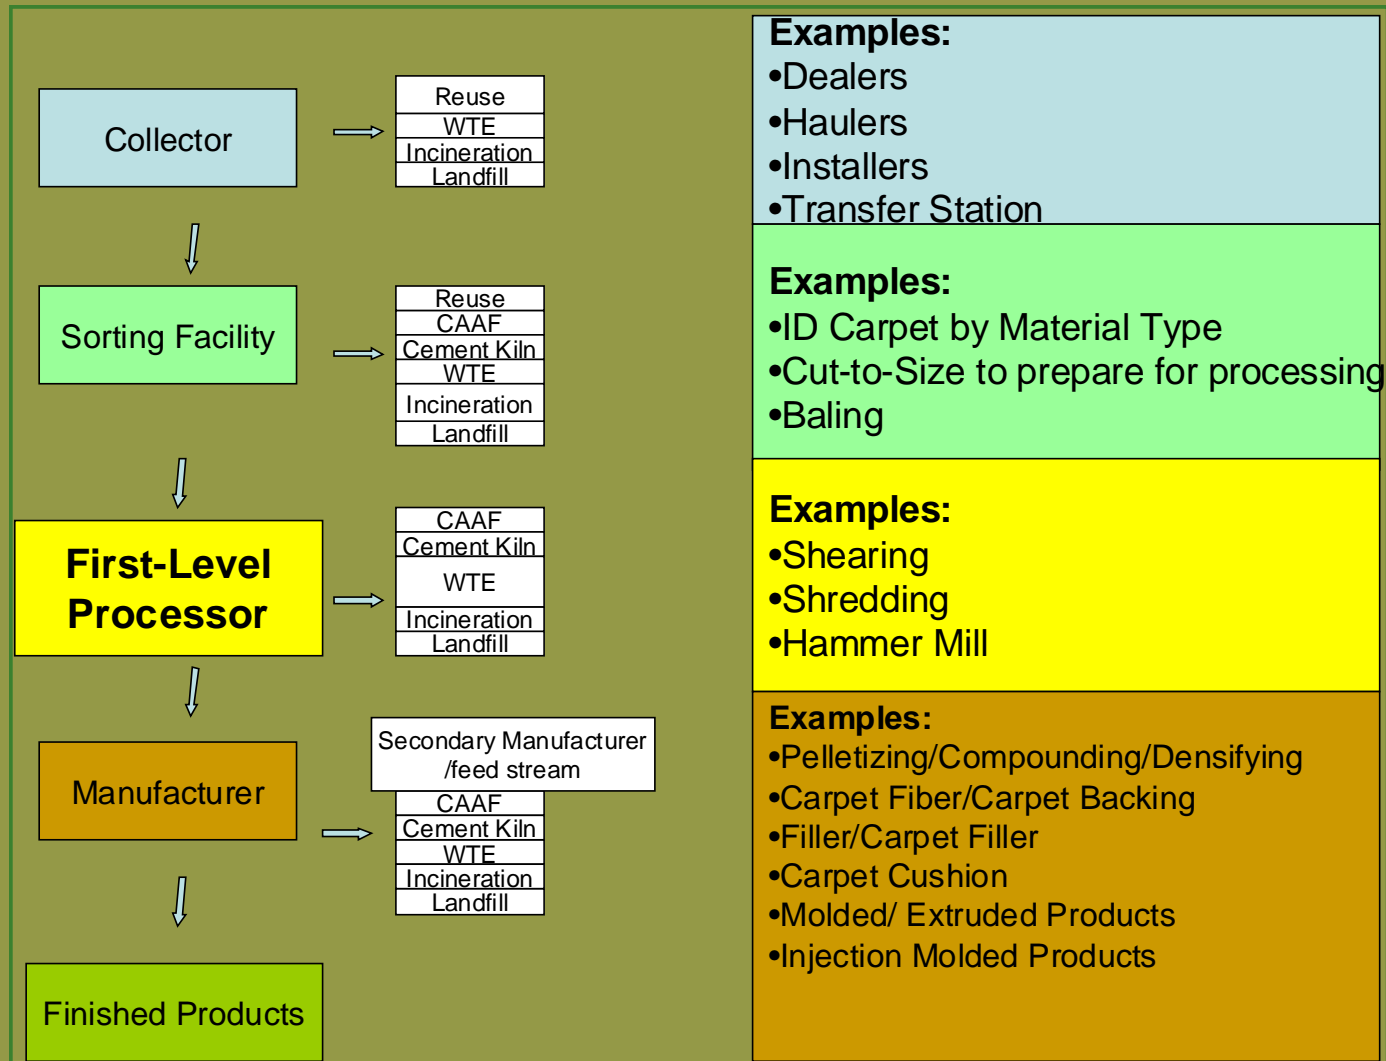 Collector
Reuse
WTE
Incineration
Landfill
Examples:
•Dealers
•Haulers
•Installers
•Transfer Station
Sorting Facility
Reuse
CAAF
Cement Kiln
WTE
Incineration
Landfill
Examples:
•ID Carpet by Material Type
•Cut-to-Size to prepare for processing
•Baling
First-Level
Processor
CAAF
Cement Kiln
WTE
Incineration
Landfill
Examples:
•Shearing
•Shredding
•Hammer Mill
Manufacturer
Secondary Manufacturer
/feed stream
CAAF
Cement Kiln
WTE
Incineration
Landfill
Examples:
•Pelletizing/Compounding/Densifying
•Carpet Fiber/Carpet Backing
•Filler/Carpet Filler
•Carpet Cushion
•Molded/ Extruded Products
•Injection Molded Products
Finished Products